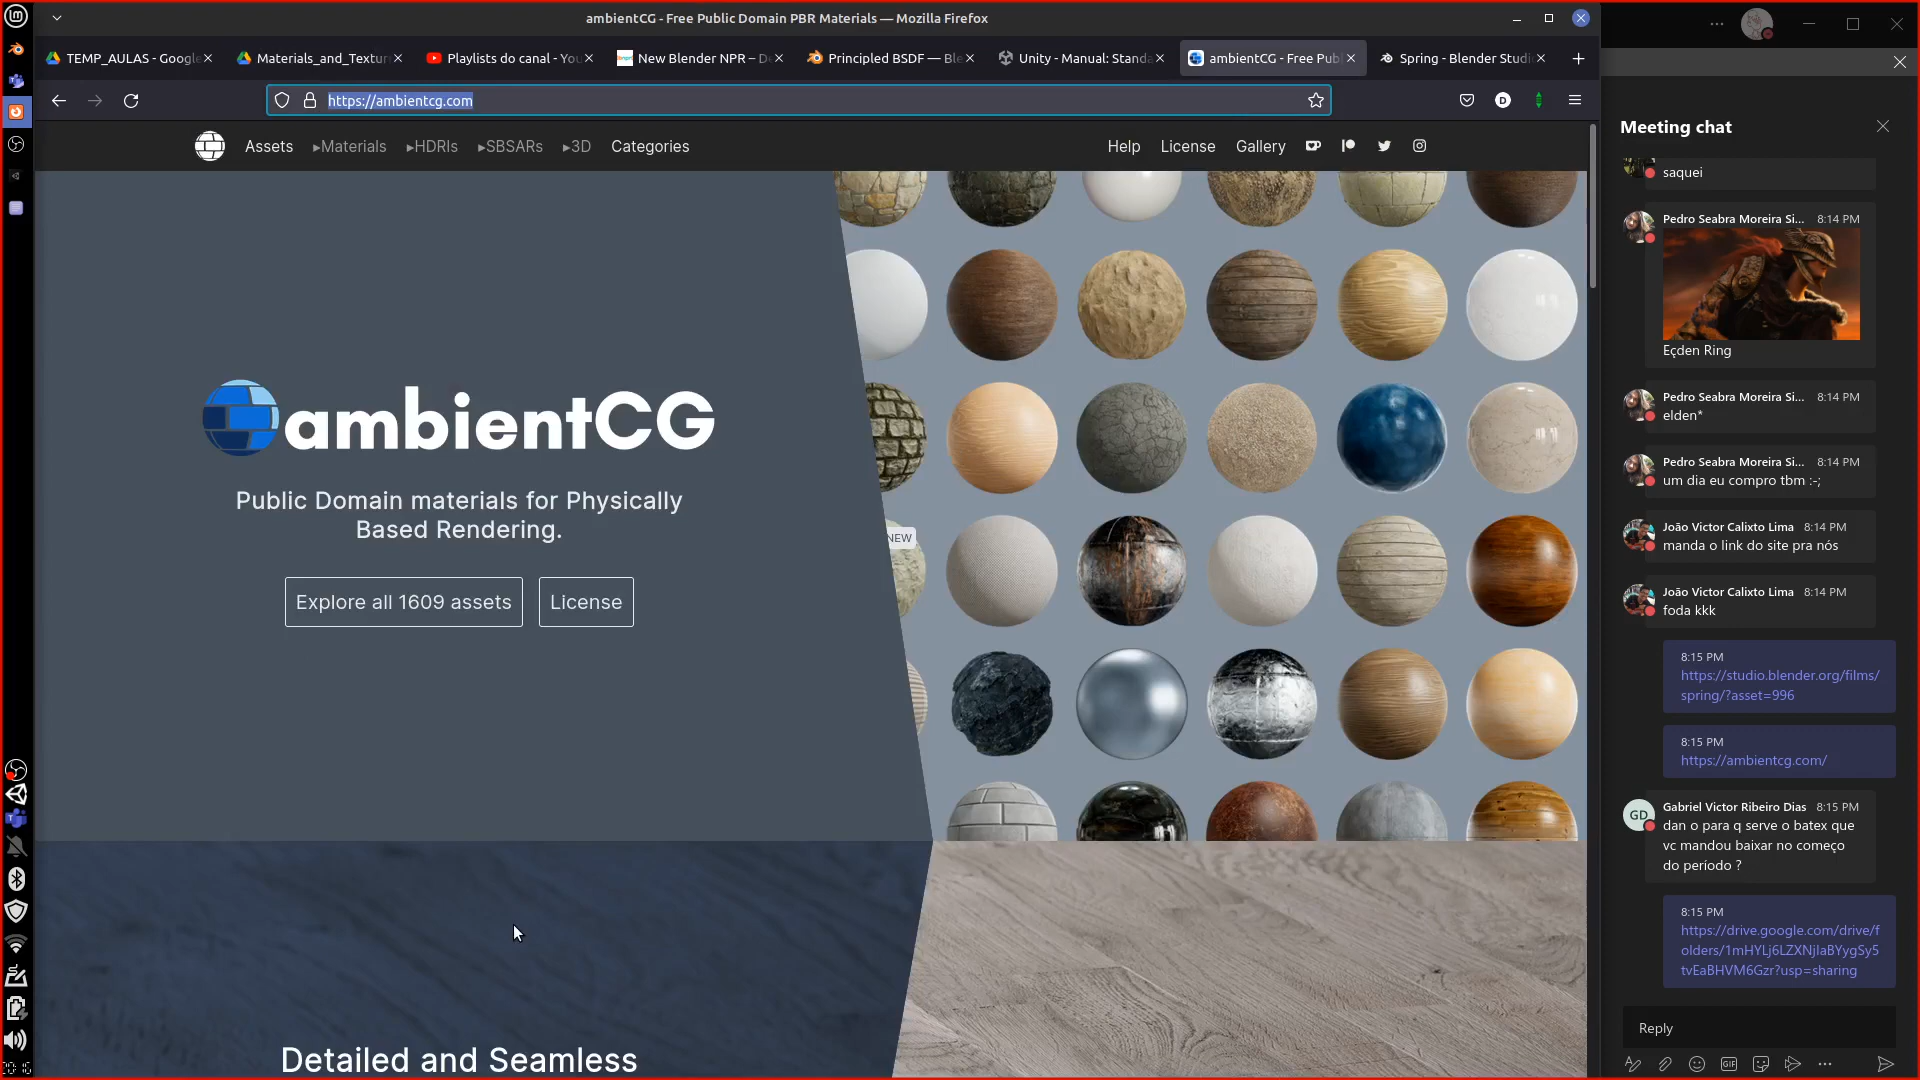 ambientCG - Free Public Domain PBR Materials — Mozilla Firefox
TEMP_AULAS - Google
Materials_and_Textur
Playlists do canal - You
New Blender NPR – De
Principled BSDF — Ble
Unity - Manual: Standa
ambientCG - Free Publ
Spring - Blender Studi
https://ambientcg.com
D
Assets ▸Materials ▸HDRIs ▸SBSARs ▸3D Categories
Help License Gallery
ambientCG
Public Domain materials for Physically
Based Rendering.
Explore all 1609 assets
License
NEW
Detailed and Seamless
Meeting chat
saquei
Pedro Seabra Moreira Si... 8:14 PM
Eçden Ring
Pedro Seabra Moreira Si... 8:14 PM
elden*
Pedro Seabra Moreira Si... 8:14 PM
um dia eu compro tbm :-;
João Victor Calixto Lima 8:14 PM
manda o link do site pra nós
João Victor Calixto Lima 8:14 PM
foda kkk
8:15 PM
https://studio.blender.org/films/
spring/?asset=996
8:15 PM
https://ambientcg.com/
GD
Gabriel Victor Ribeiro Dias 8:15 PM
dan o para q serve o batex que
vc mandou baixar no começo
do período ?
8:15 PM
https://drive.google.com/drive/f
olders/1mHYLj6LZXNjlaBYygSy5
tvEaBHVM6Gzr?usp=sharing
Reply
GIF